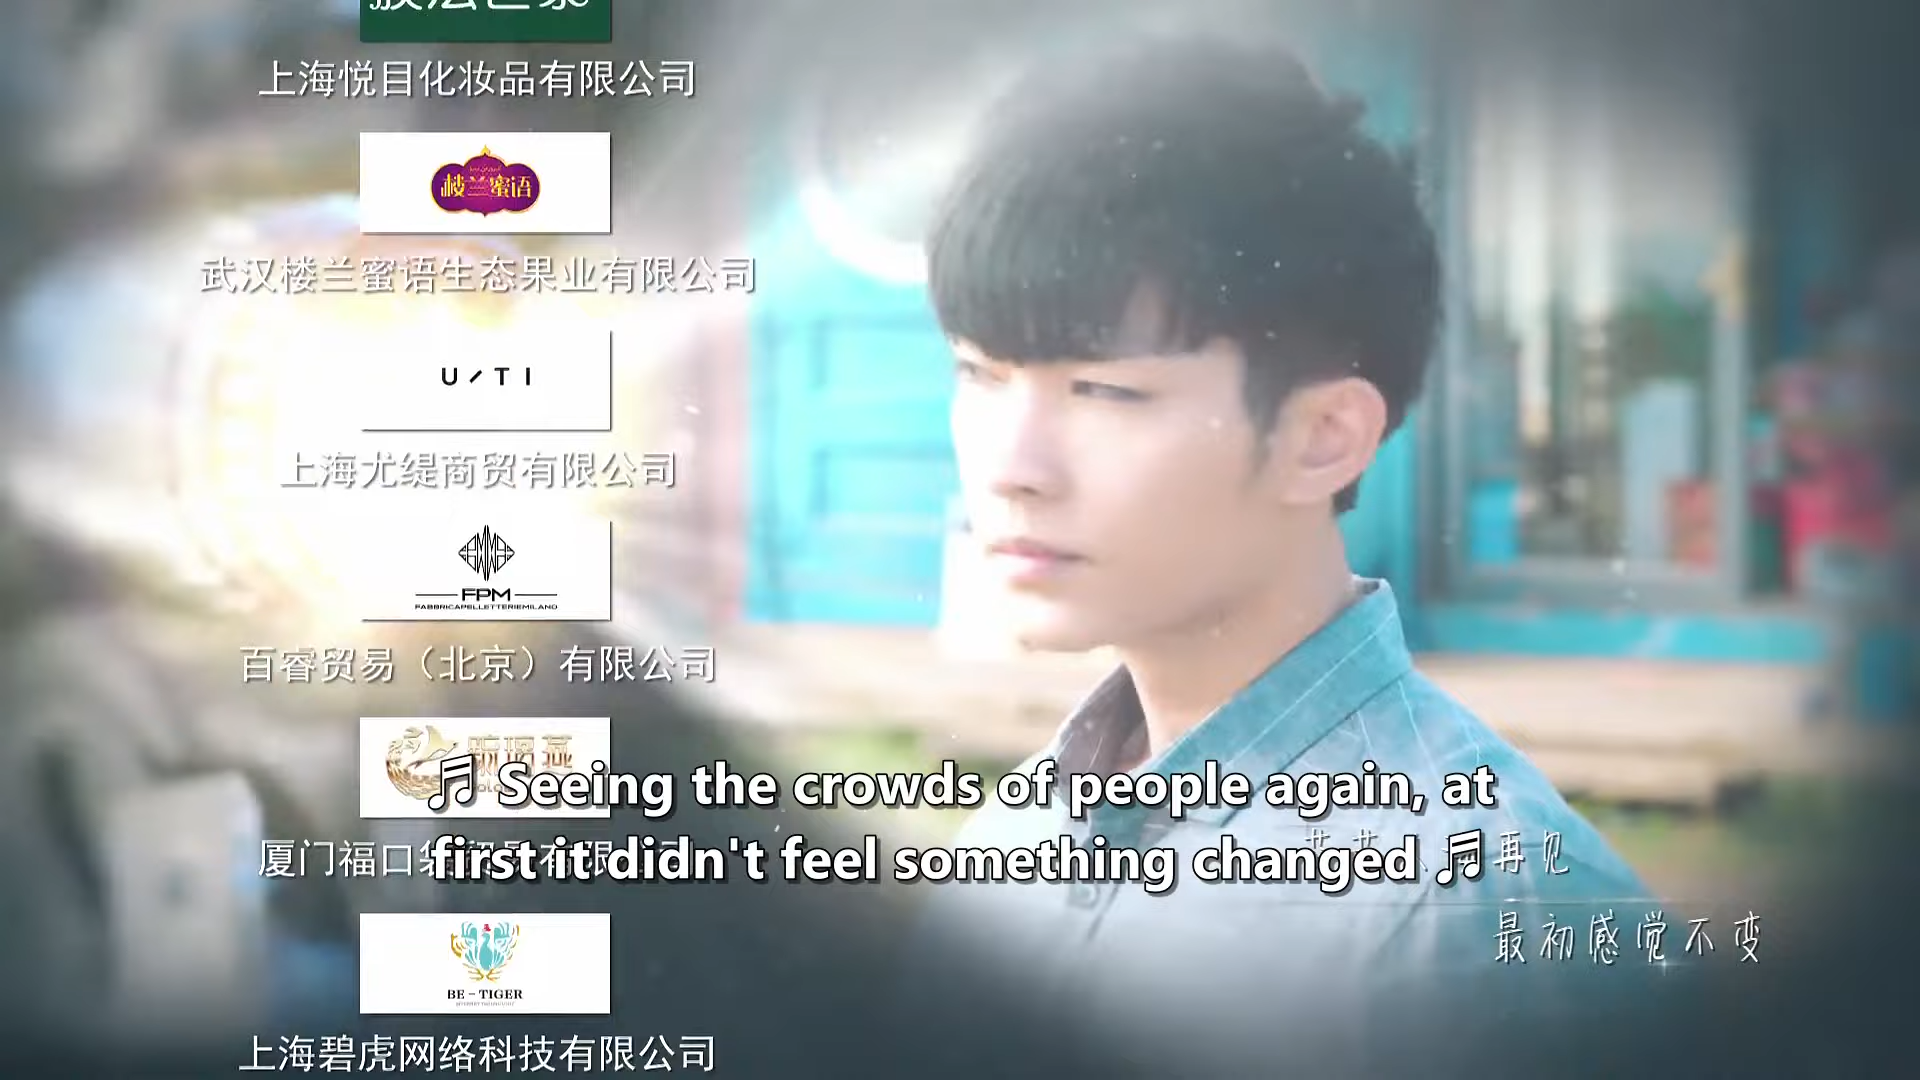 上海悦目化妆品有限公司
楼兰蜜语
武汉楼兰蜜语生态果业有限公司
U/TI
上海尤缇商贸有限公司
FPM
FABBRICAPELLETTERIEMILANO
百睿贸易（北京）有限公司
♫ Seeing the crowds of people again, at
first it didn't feel something changed ♫
厦门福口
有限
再见
最初感觉不变
BE-TIGER
上海碧虎网络科技有限公司